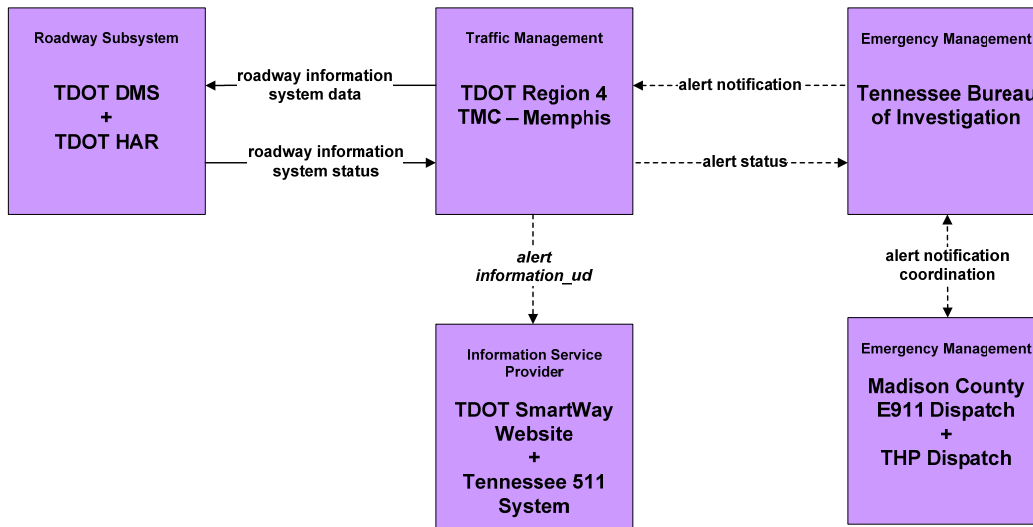 Roadway Subsystem
TDOT DMS
+
TDOT HAR
roadway information
system data
roadway information
system status
Traffic Management
TDOT Region 4
TMC – Memphis
alert notification
alert status
Emergency Management
Tennessee Bureau
of Investigation
alert
information_ud
alert notification
coordination
Information Service
Provider
TDOT SmartWay
Website
+
Tennessee 511
System
Emergency Management
Madison County
E911 Dispatch
+
THP Dispatch